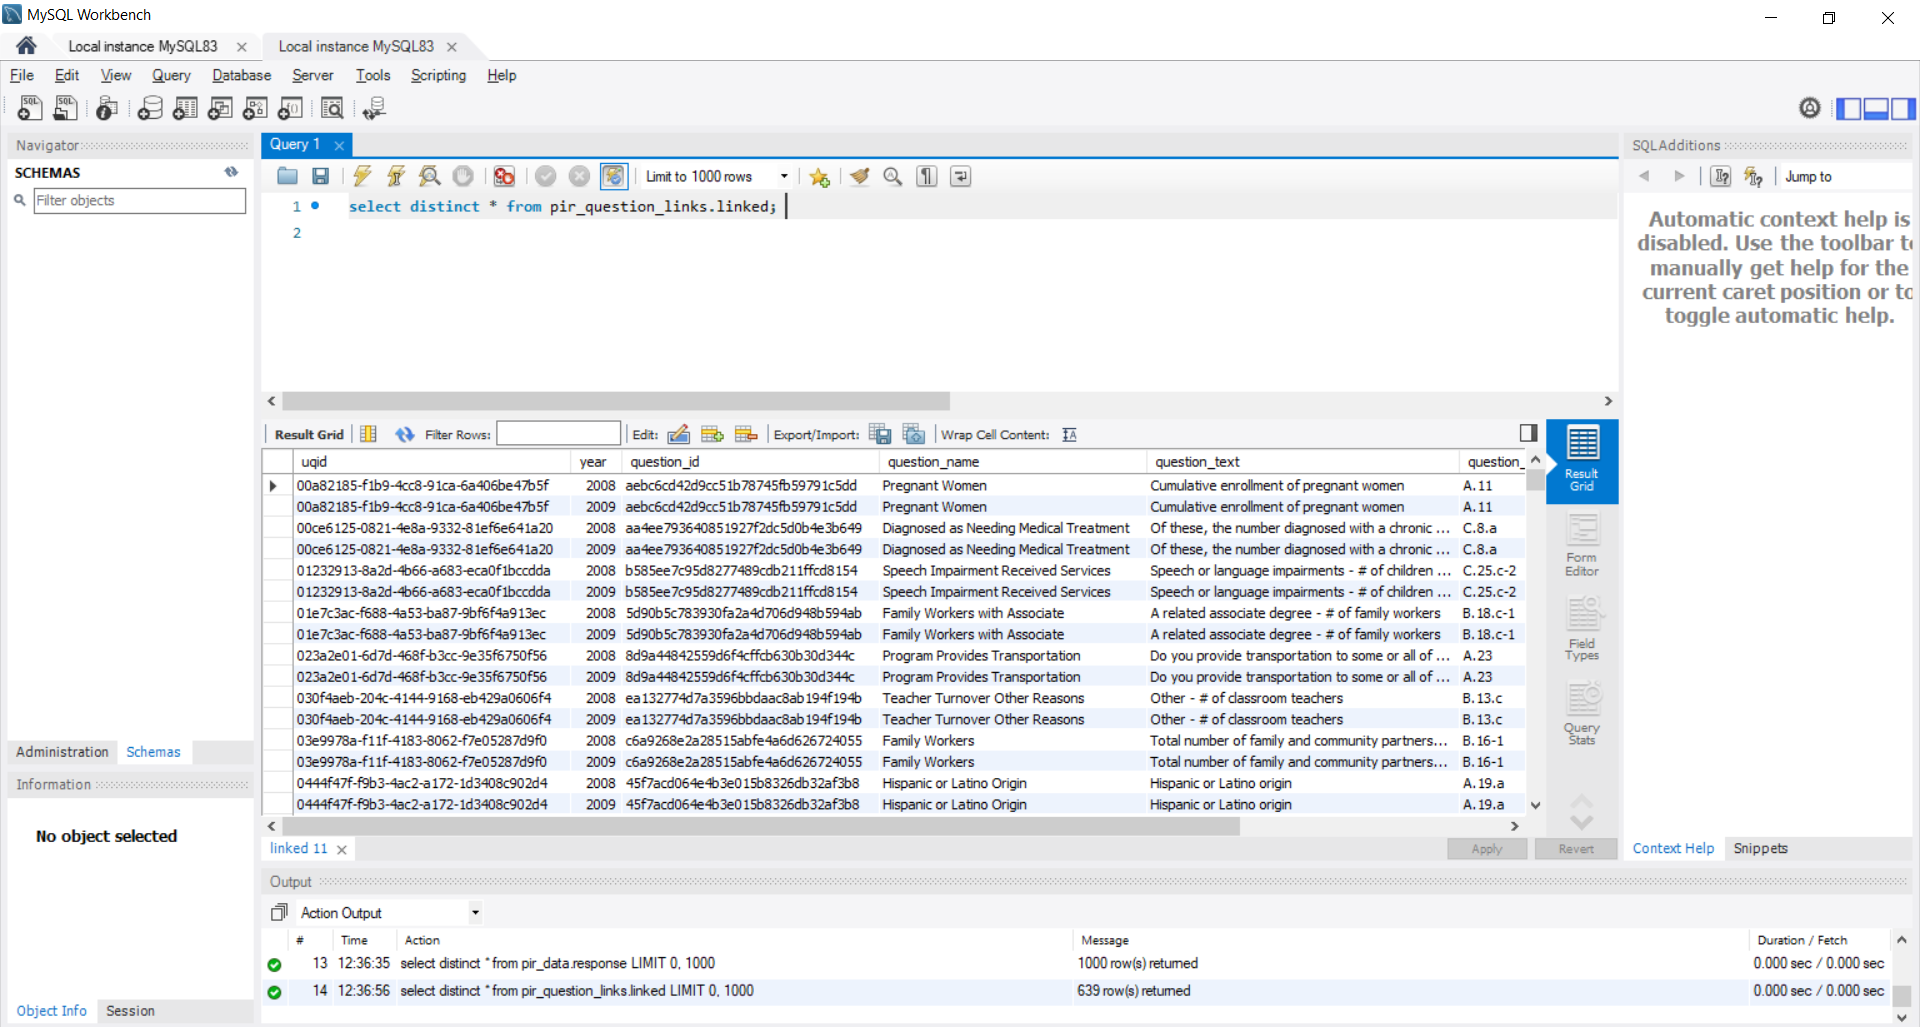 MySQL Workbench
Local instance MySQL83
Local instance MySQL83
File Edit View Query Database Server Tools Scripting Help
Navigator
SCHEMAS
Filter objects
Administration Schemas
Information
No object selected
Object Info Session
Query 1
Limit to 1000 rows
1 select distinct * from pir_question_links.linked;
2
Result Grid Filter Rows: Edit: Export/Import: Wrap Cell Content:
uqid year question_id question_name question_text question_
00a82185-f1b9-4cc8-91ca-6a406be47b5f 2008 aebc6cd42d9cc51b78745fb59791c5dd Pregnant Women Cumulative enrollment of pregnant women A.11
00a82185-f1b9-4cc8-91ca-6a406be47b5f 2009 aebc6cd42d9cc51b78745fb59791c5dd Pregnant Women Cumulative enrollment of pregnant women A.11
00ce6125-0821-4e8a-9332-81ef6e641a20 2008 aa4ee793640851927f2dc5d0b4e3b649 Diagnosed as Needing Medical Treatment Of these, the number diagnosed with a chronic ... C.8.a
00ce6125-0821-4e8a-9332-81ef6e641a20 2009 aa4ee793640851927f2dc5d0b4e3b649 Diagnosed as Needing Medical Treatment Of these, the number diagnosed with a chronic ... C.8.a
01232913-8a2d-4b66-a683-eca0f1bccdda 2008 b585ee7c95d8277489cdb211ffcd8154 Speech Impairment Received Services Speech or language impairments - # of children ... C.25.c-2
01232913-8a2d-4b66-a683-eca0f1bccdda 2009 b585ee7c95d8277489cdb211ffcd8154 Speech Impairment Received Services Speech or language impairments - # of children ... C.25.c-2
01e7c3ac-f688-4a53-ba87-9bf6f4a913ec 2008 5d90b5c783930fa2a4d706d948b594ab Family Workers with Associate A related associate degree - # of family workers B.18.c-1
01e7c3ac-f688-4a53-ba87-9bf6f4a913ec 2009 5d90b5c783930fa2a4d706d948b594ab Family Workers with Associate A related associate degree - # of family workers B.18.c-1
023a2e01-6d7d-468f-b3cc-9e35f6750f56 2008 8d9a44842559d6f4cffcb630b30d344c Program Provides Transportation Do you provide transportation to some or all of ... A.23
023a2e01-6d7d-468f-b3cc-9e35f6750f56 2009 8d9a44842559d6f4cffcb630b30d344c Program Provides Transportation Do you provide transportation to some or all of ... A.23
030f4aeb-204c-4144-9168-eb429a0606f4 2008 ea132774d7a3596bbdaac8ab194f194b Teacher Turnover Other Reasons Other - # of classroom teachers B.13.c
030f4aeb-204c-4144-9168-eb429a0606f4 2009 ea132774d7a3596bbdaac8ab194f194b Teacher Turnover Other Reasons Other - # of classroom teachers B.13.c
03e9978a-f11f-4183-8062-f7e05287d9f0 2008 c6a9268e2a28515abfe4a6d626724055 Family Workers Total number of family and community partners... B.16-1
03e9978a-f11f-4183-8062-f7e05287d9f0 2009 c6a9268e2a28515abfe4a6d626724055 Family Workers Total number of family and community partners... B.16-1
0444f47f-f9b3-4ac2-a172-1d3408c902d4 2008 45f7acd064e4b3e015b8326db32af3b8 Hispanic or Latino Origin Hispanic or Latino origin A.19.a
0444f47f-f9b3-4ac2-a172-1d3408c902d4 2009 45f7acd064e4b3e015b8326db32af3b8 Hispanic or Latino Origin Hispanic or Latino origin A.19.a
Result
Grid
Form
Editor
Field
Types
Query
Stats
linked 11 Apply Revert
SQLAdditions
Jump to
Automatic context help is
disabled. Use the toolbar to
manually get help for the
current caret position or to
toggle automatic help.
Context Help Snippets
Output
Action Output
# Time Action Message Duration / Fetch
13 12:36:35 select distinct * from pir_data.response LIMIT 0, 1000 1000 row(s) returned 0.000 sec / 0.000 sec
14 12:36:56 select distinct * from pir_question_links.linked LIMIT 0, 1000 639 row(s) returned 0.000 sec / 0.000 sec